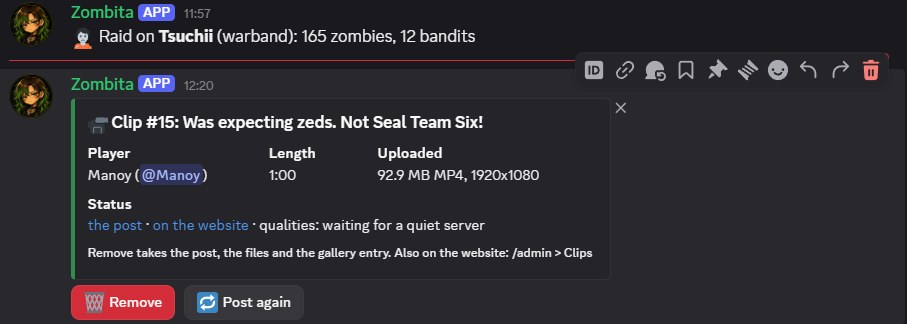 Zombita APP 11:57
Raid on Tsuchii (warband): 165 zombies, 12 bandits
ID
Zombita APP 12:20
Clip #15: Was expecting zeds. Not Seal Team Six!
Player Length Uploaded
Manoy (@Manoy) 1:00 92.9 MB MP4, 1920x1080
Status
the post · on the website · qualities: waiting for a quiet server
Remove takes the post, the files and the gallery entry. Also on the website: /admin > Clips
Remove Post again